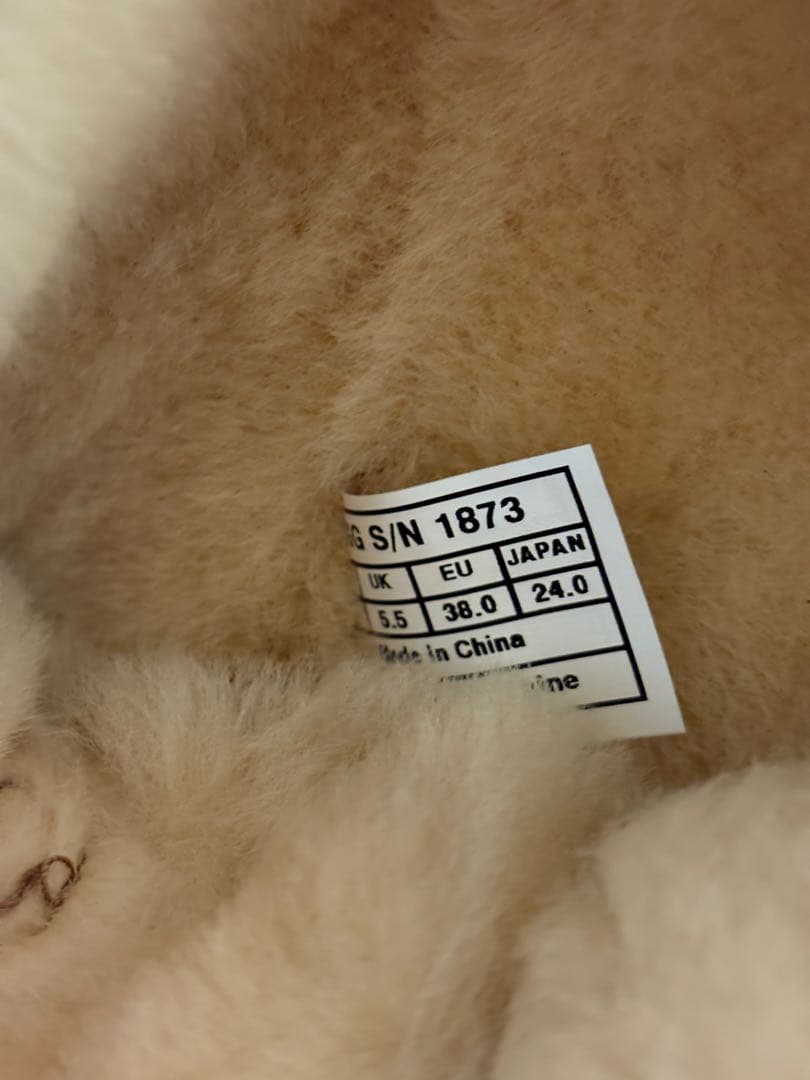 G S/N 1873
UK EU JAPAN
5.5 38.0 24.0
Made in China